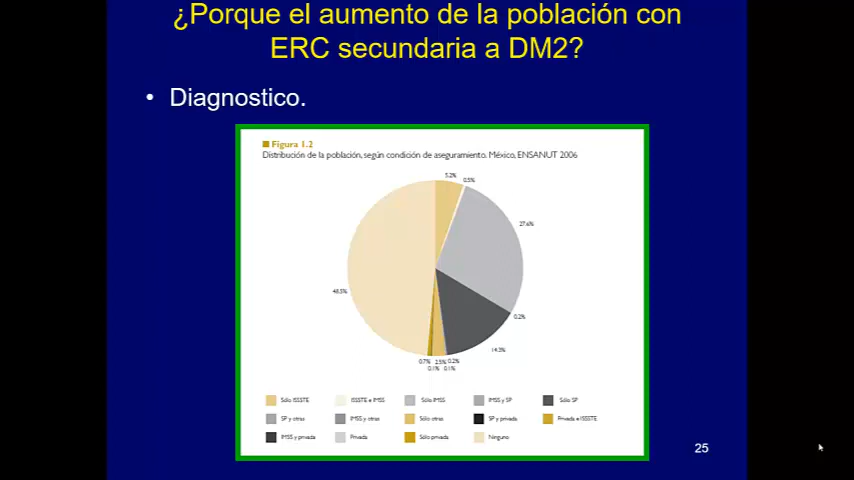 ¿Porque el aumento de la población con
ERC secundaria a DM2?
• Diagnostico.
Figura 1.2
Distribución de la población, según condición de aseguramiento. México, ENSANUT 2006
5.2%
0.5%
27.6%
48.5%
0.2%
14.3%
0.7% 2.5% 0.2%
0.1% 0.1%
Sólo ISSSTE ISSSTE e IMSS Sólo IMSS IMSS y SP Sólo SP
SP y otras IMSS y otras Sólo otras SP y privada Privada e ISSSTE
IMSS y privada Privada Sólo privada Ninguno
25